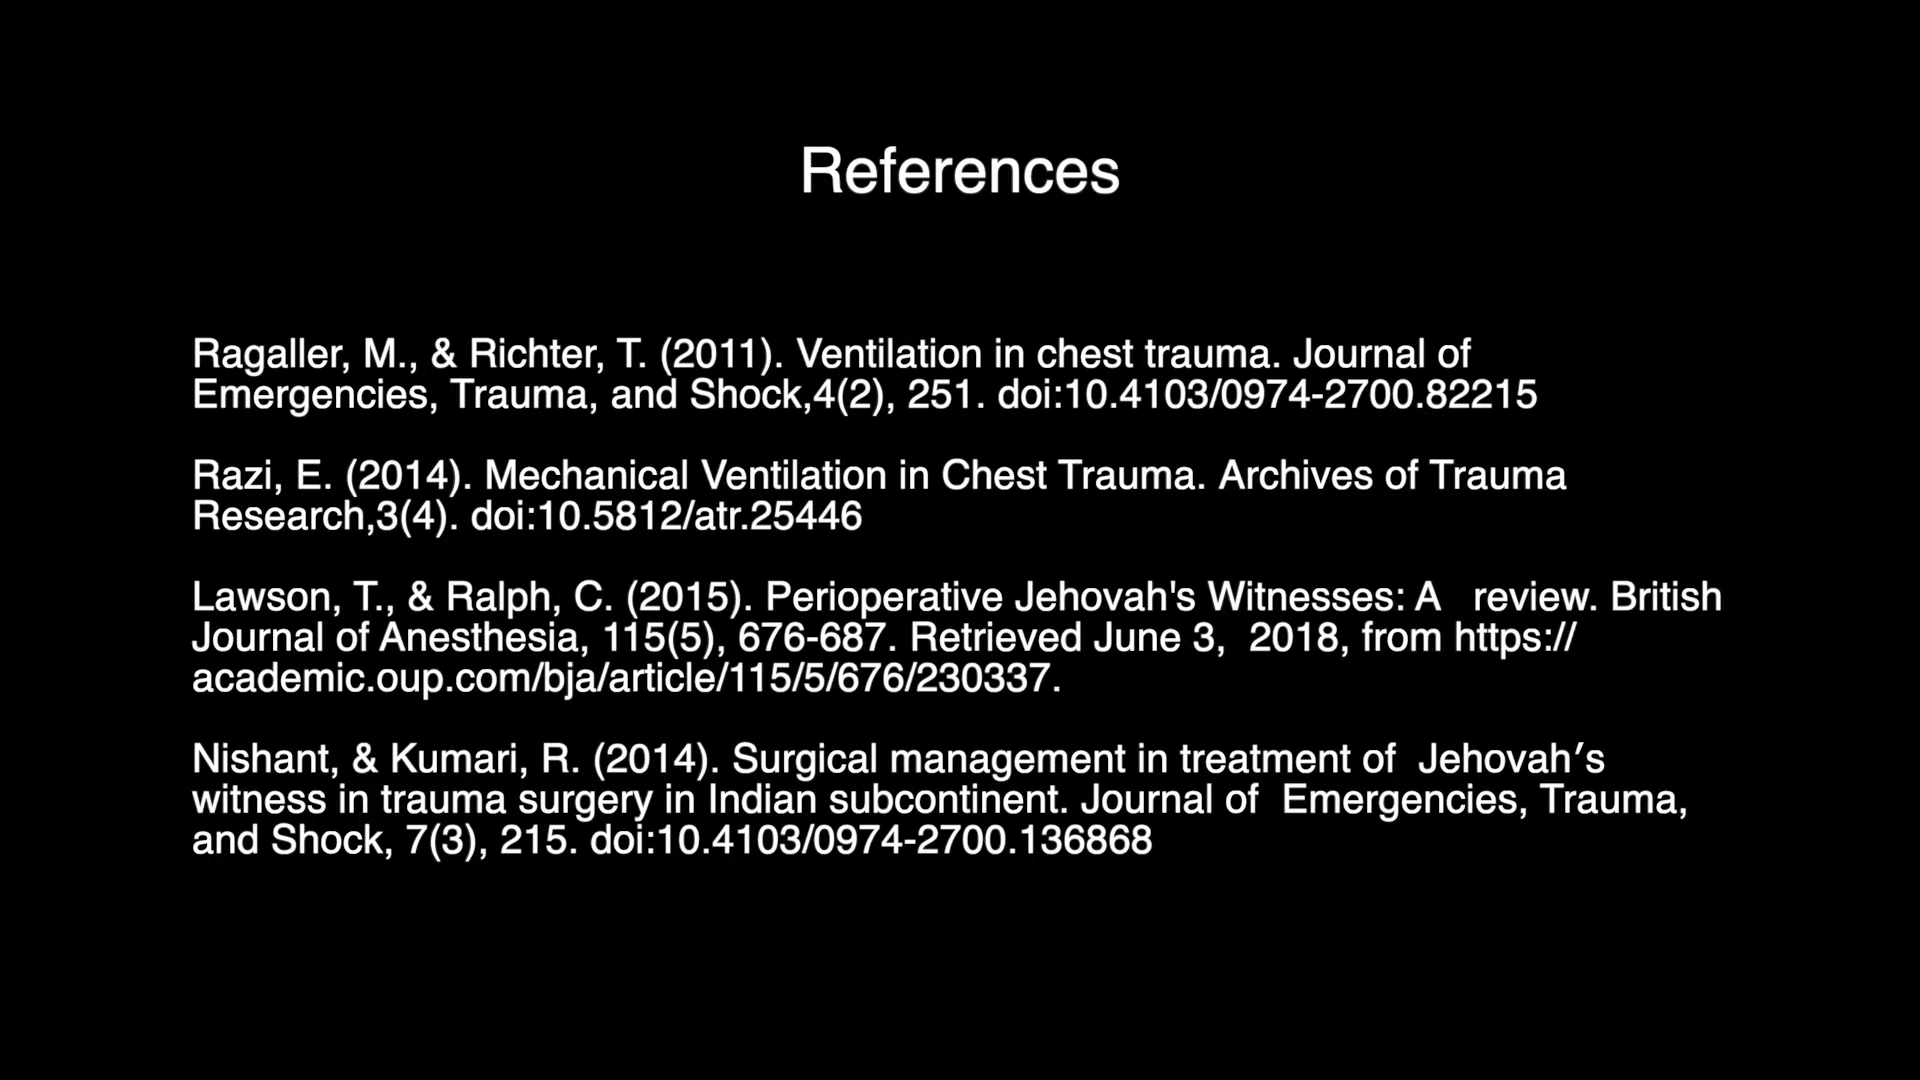 References
Ragaller, M., & Richter, T. (2011). Ventilation in chest trauma. Journal of
Emergencies, Trauma, and Shock,4(2), 251. doi:10.4103/0974-2700.82215
Razi, E. (2014). Mechanical Ventilation in Chest Trauma. Archives of Trauma
Research,3(4). doi:10.5812/atr.25446
Lawson, T., & Ralph, C. (2015). Perioperative Jehovah's Witnesses: A   review. British
Journal of Anesthesia, 115(5), 676-687. Retrieved June 3,  2018, from https://
academic.oup.com/bja/article/115/5/676/230337.
Nishant, & Kumari, R. (2014). Surgical management in treatment of  Jehovah′s
witness in trauma surgery in Indian subcontinent. Journal of  Emergencies, Trauma,
and Shock, 7(3), 215. doi:10.4103/0974-2700.136868